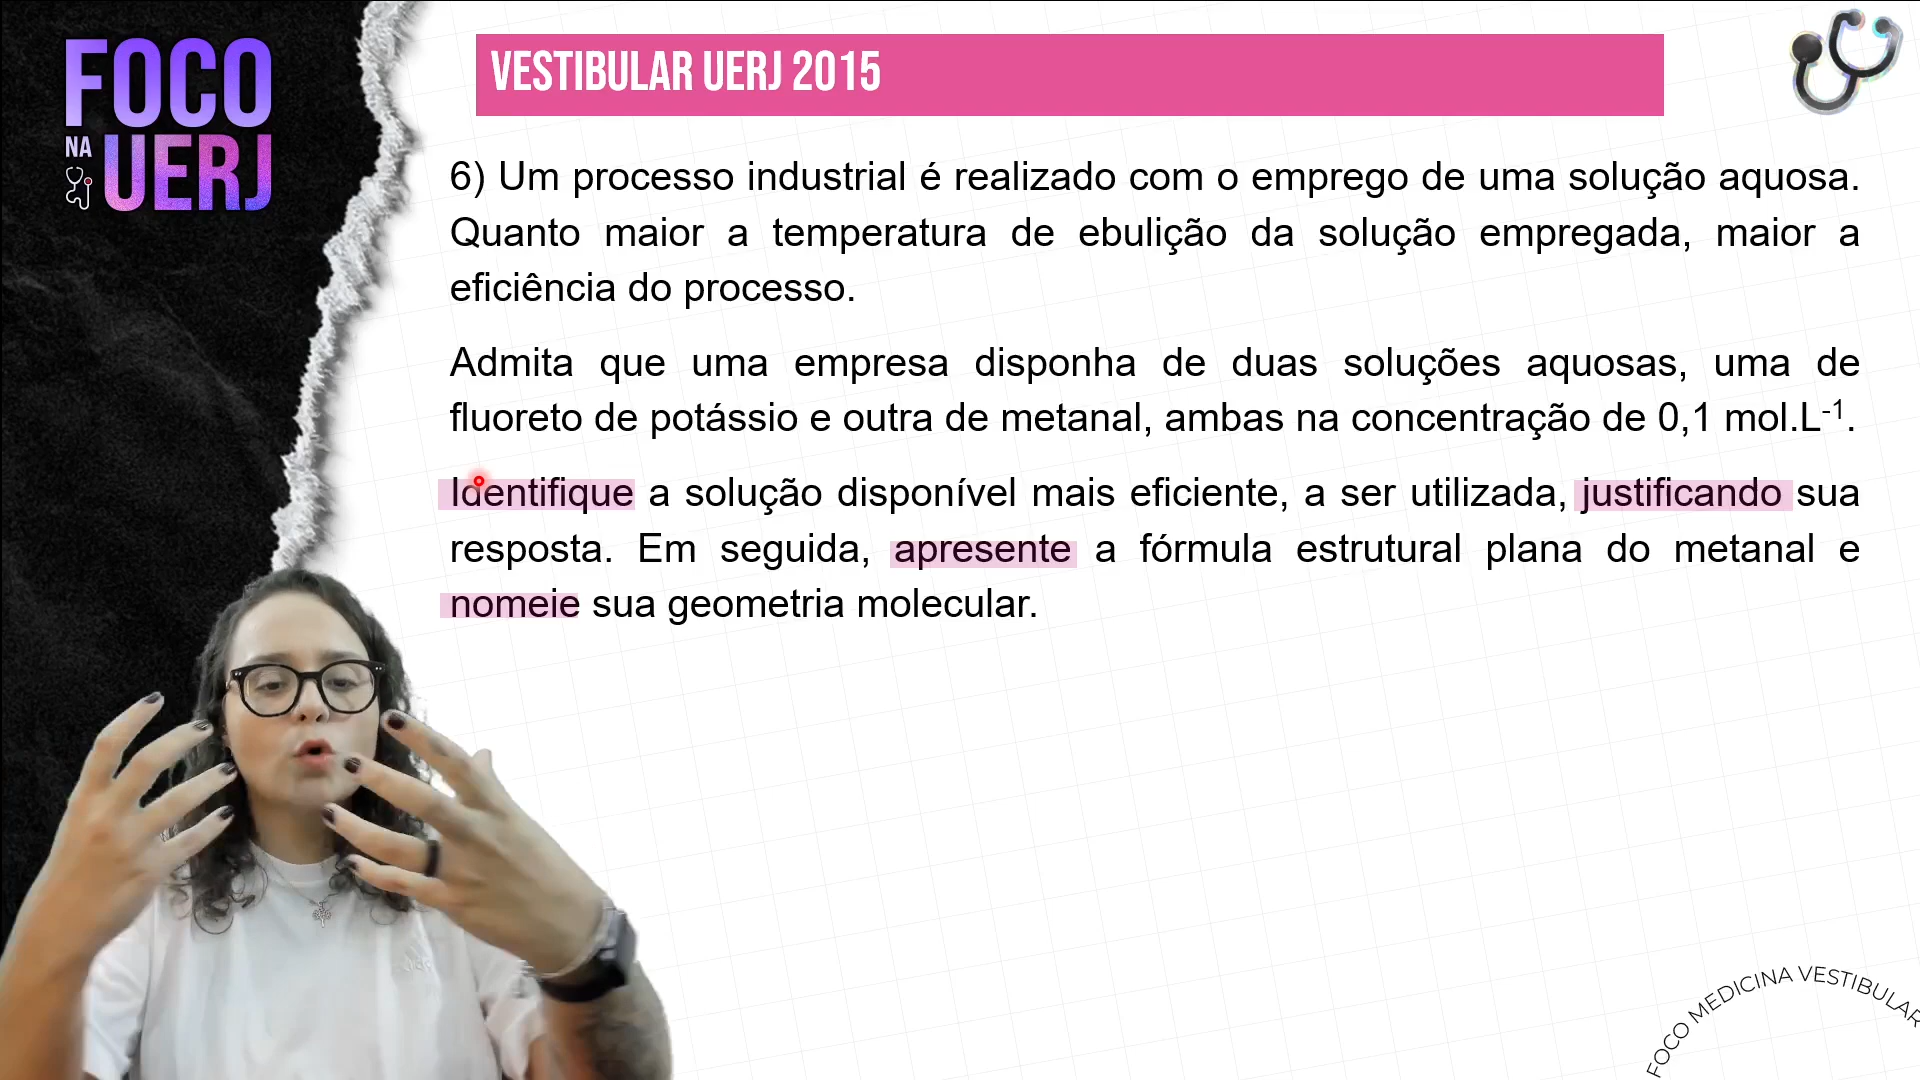 FOCO
NA
UERJ
VESTIBULAR UERJ 2015
6) Um processo industrial é realizado com o emprego de uma solução aquosa.
Quanto maior a temperatura de ebulição da solução empregada, maior a
eficiência do processo.
Admita que uma empresa disponha de duas soluções aquosas, uma de
fluoreto de potássio e outra de metanal, ambas na concentração de 0,1 mol.L⁻¹.
Identifique a solução disponível mais eficiente, a ser utilizada, justificando sua
resposta. Em seguida, apresente a fórmula estrutural plana do metanal e
nomeie sua geometria molecular.
FOCO MEDICINA VESTIBULAR